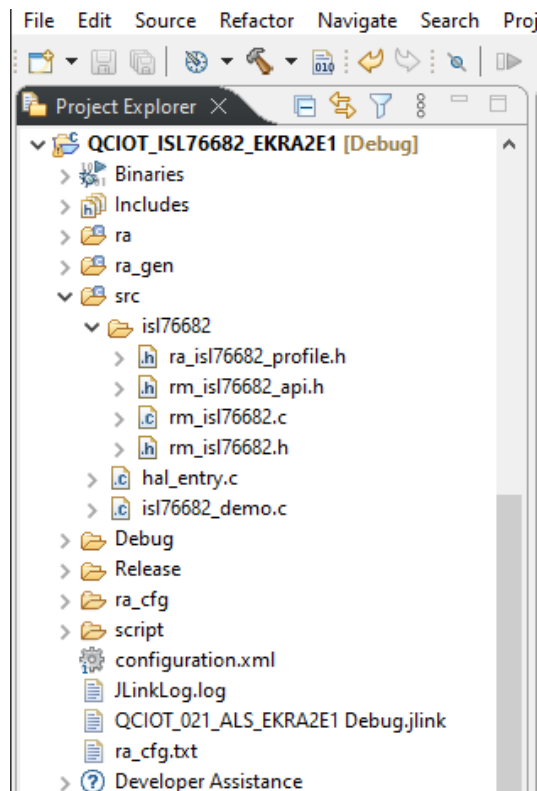 File Edit Source Refactor Navigate Search Proj
Project Explorer
QCIOT_ISL76682_EKRA2E1 [Debug]
Binaries
Includes
ra
ra_gen
src
isl76682
ra_isl76682_profile.h
rm_isl76682_api.h
rm_isl76682.c
rm_isl76682.h
hal_entry.c
isl76682_demo.c
Debug
Release
ra_cfg
script
configuration.xml
JLinkLog.log
QCIOT_021_ALS_EKRA2E1 Debug.jlink
ra_cfg.txt
Developer Assistance